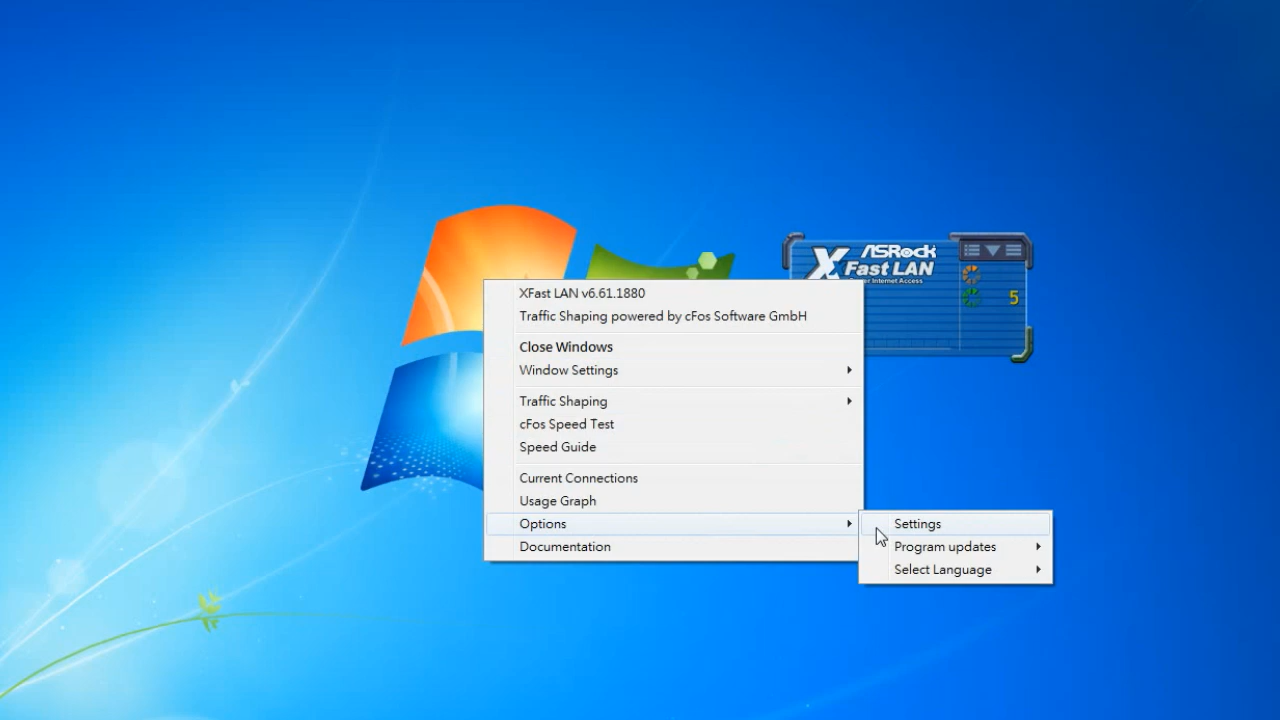 ASRock
XFast LAN
Internet Access
5
XFast LAN v6.61.1880
Traffic Shaping powered by cFos Software GmbH
Close Windows
Window Settings
Traffic Shaping
cFos Speed Test
Speed Guide
Current Connections
Usage Graph
Options
Documentation
Settings
Program updates
Select Language